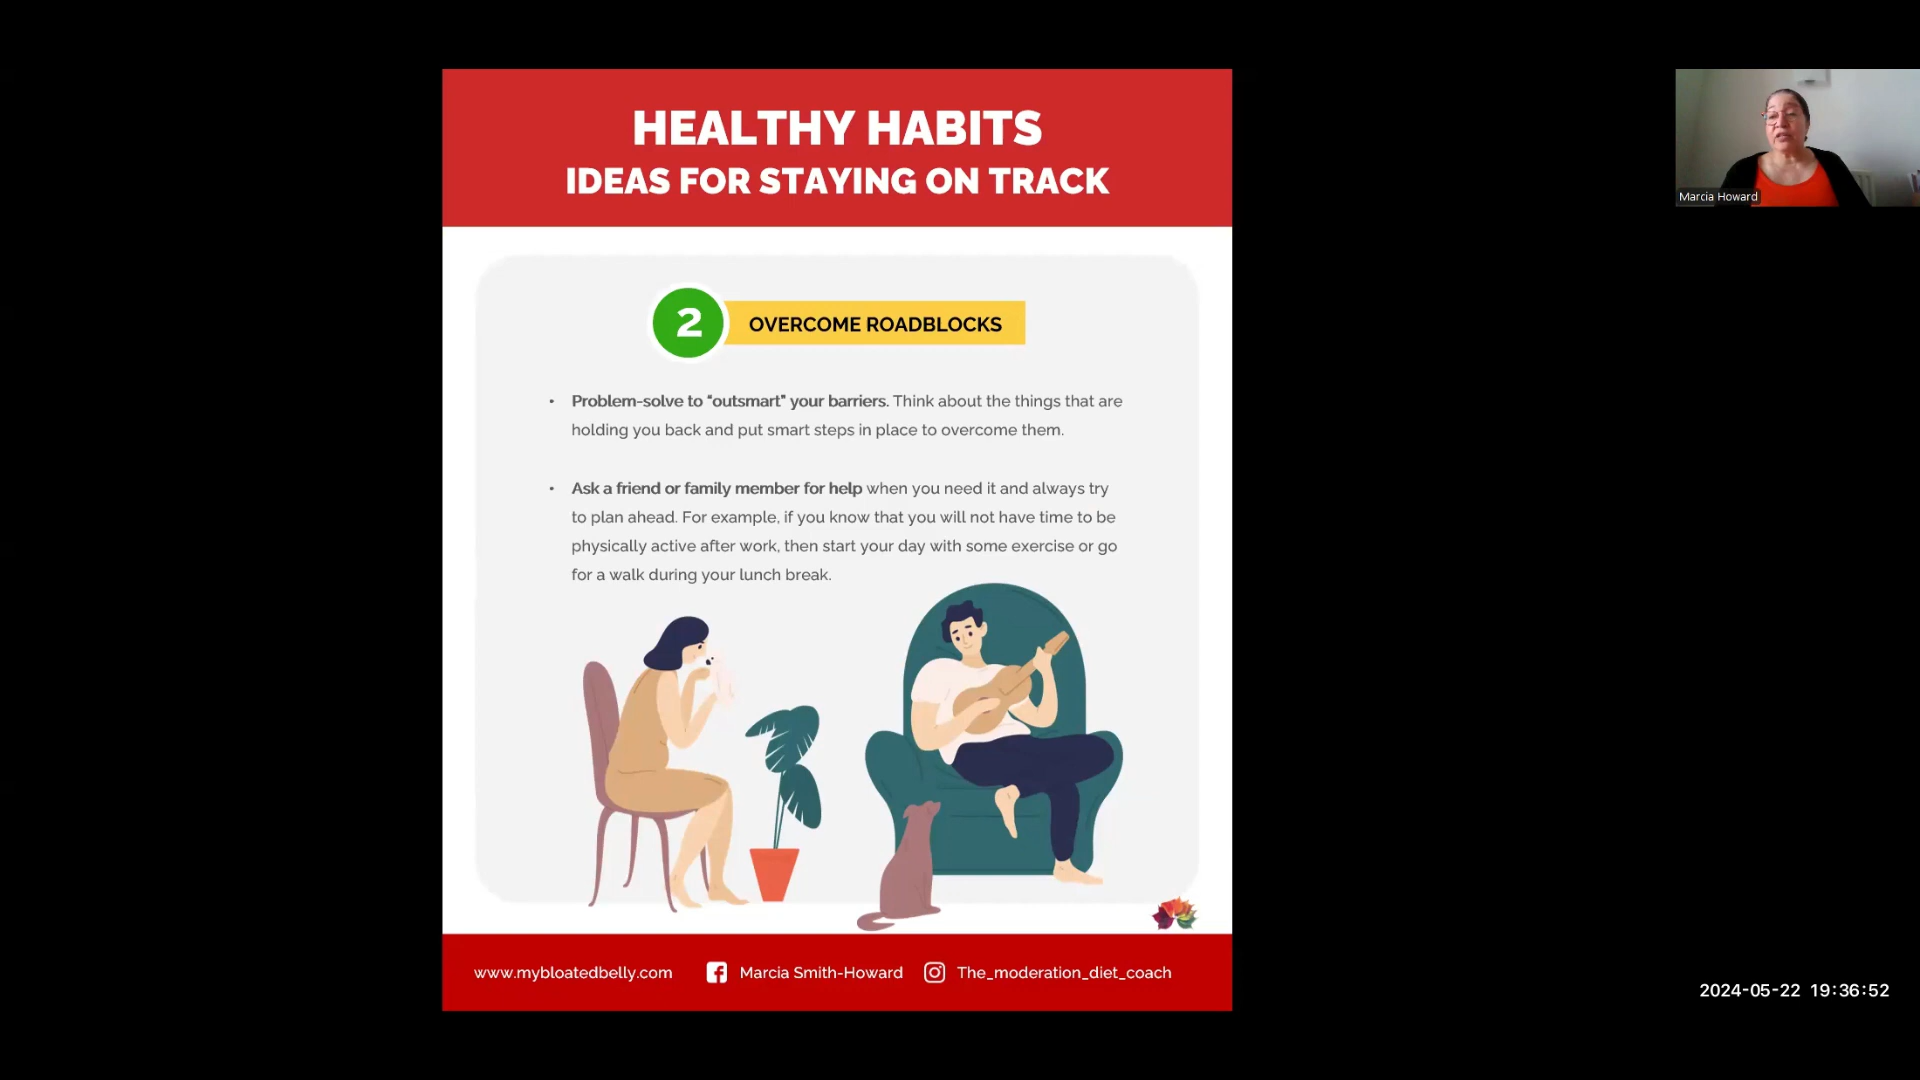 HEALTHY HABITS
IDEAS FOR STAYING ON TRACK
2
OVERCOME ROADBLOCKS
• Problem-solve to "outsmart" your barriers. Think about the things that are
holding you back and put smart steps in place to overcome them.
• Ask a friend or family member for help when you need it and always try
to plan ahead. For example, if you know that you will not have time to be
physically active after work, then start your day with some exercise or go
for a walk during your lunch break.
www.mybloatedbelly.com
Marcia Smith-Howard
The_moderation_diet_coach
Marcia Howard
2024-05-22 19:36:52